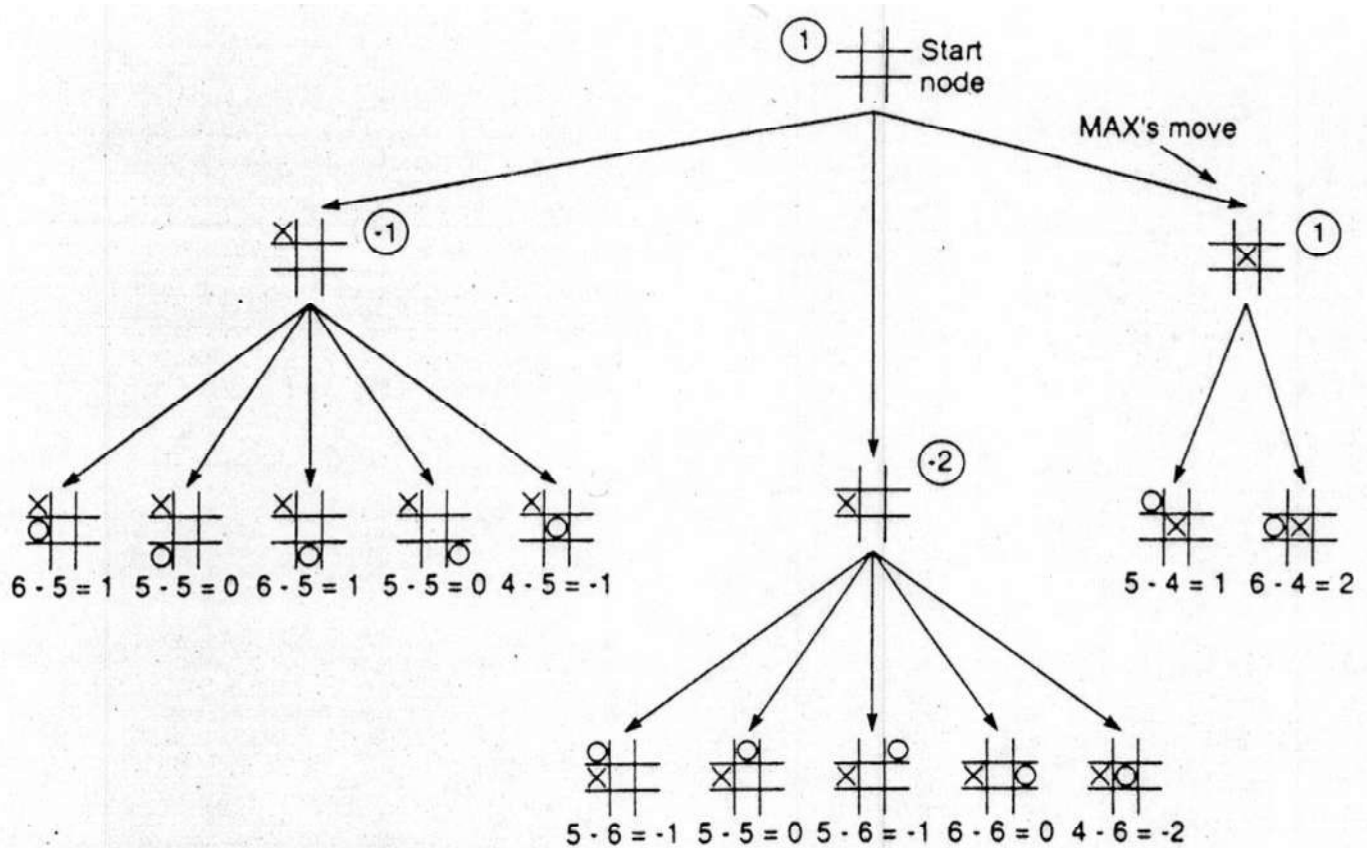 1
Start
node
MAX's move
-1
1
-2
6 - 5 = 1
5 - 5 = 0
6 - 5 = 1
5 - 5 = 0
4 - 5 = -1
5 - 4 = 1
6 - 4 = 2
5 - 6 = -1
5 - 5 = 0
5 - 6 = -1
6 - 6 = 0
4 - 6 = -2